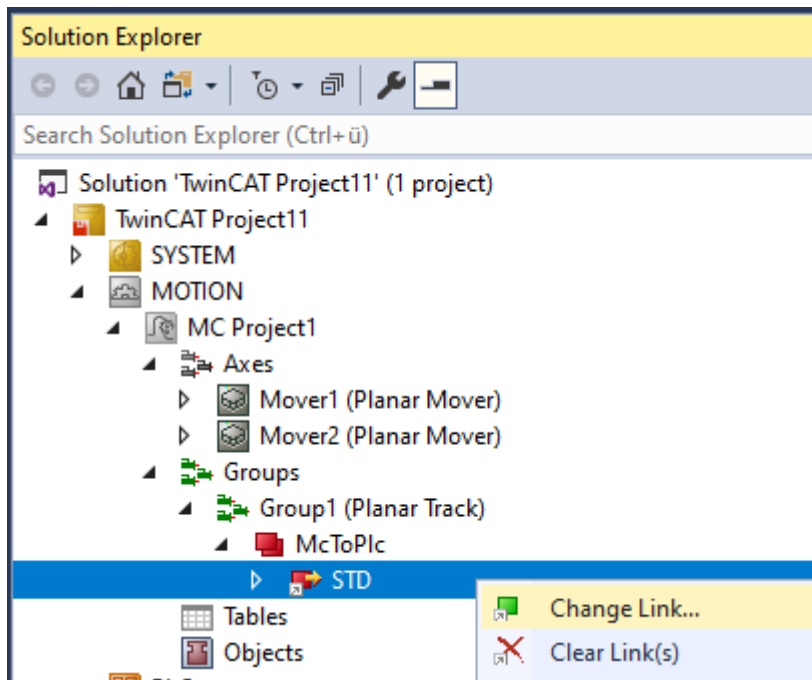 Solution Explorer
Search Solution Explorer (Ctrl+ü)
Solution 'TwinCAT Project11' (1 project)
TwinCAT Project11
SYSTEM
MOTION
MC Project1
Axes
Mover1 (Planar Mover)
Mover2 (Planar Mover)
Groups
Group1 (Planar Track)
McToPlc
STD
Change Link...
Tables
Clear Link(s)
Objects